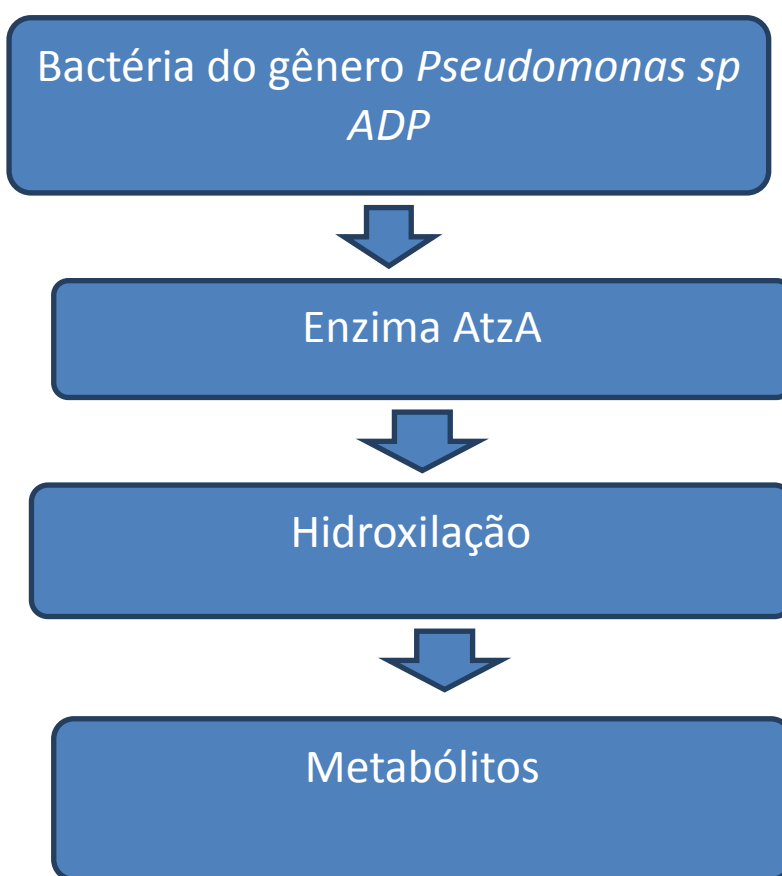 Bactéria do gênero Pseudomonas sp
ADP
Enzima AtzA
Hidroxilação
Metabólitos